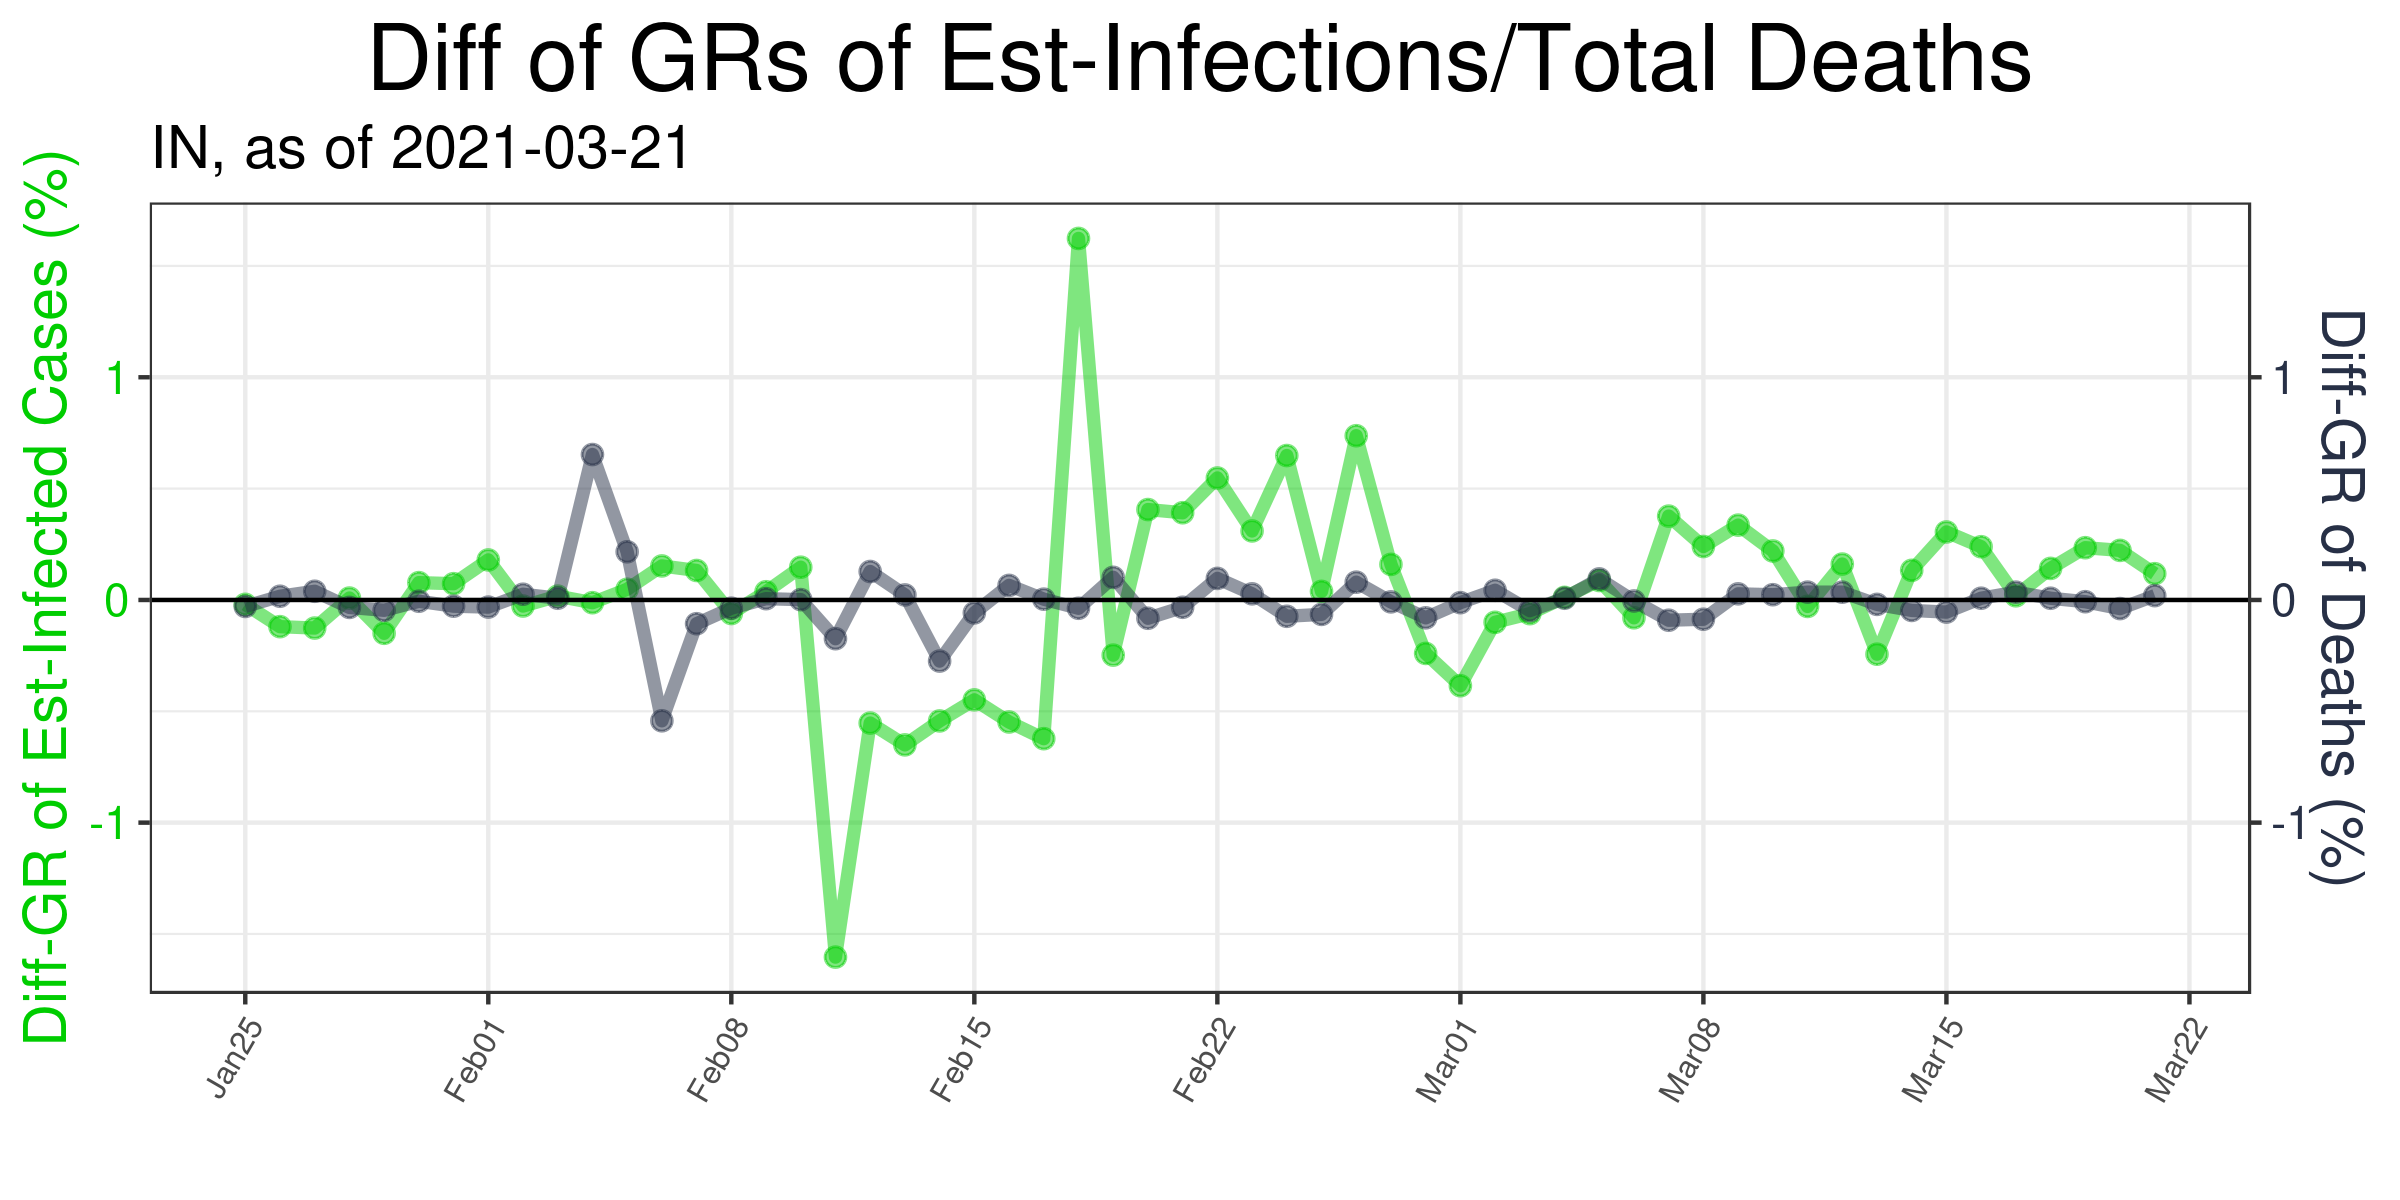 Diff of GRs of Est-Infections/Total Deaths
IN, as of 2021-03-21
Diff-GR of Est-Infected Cases (%)
1
0
-1
1
0
-1
Diff-GR of Deaths (%)
Jan25
Feb01
Feb08
Feb15
Feb22
Mar01
Mar08
Mar15
Mar22